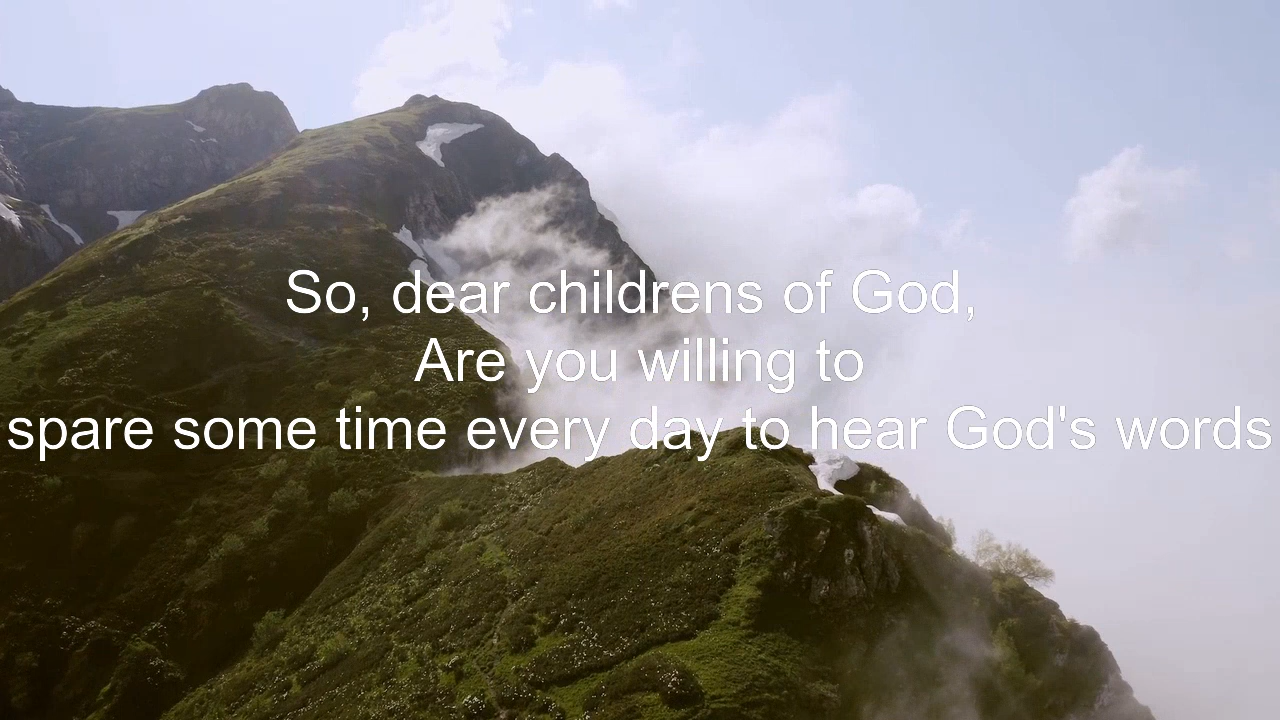 So, dear childrens of God,
Are you willing to
spare some time every day to hear God's words